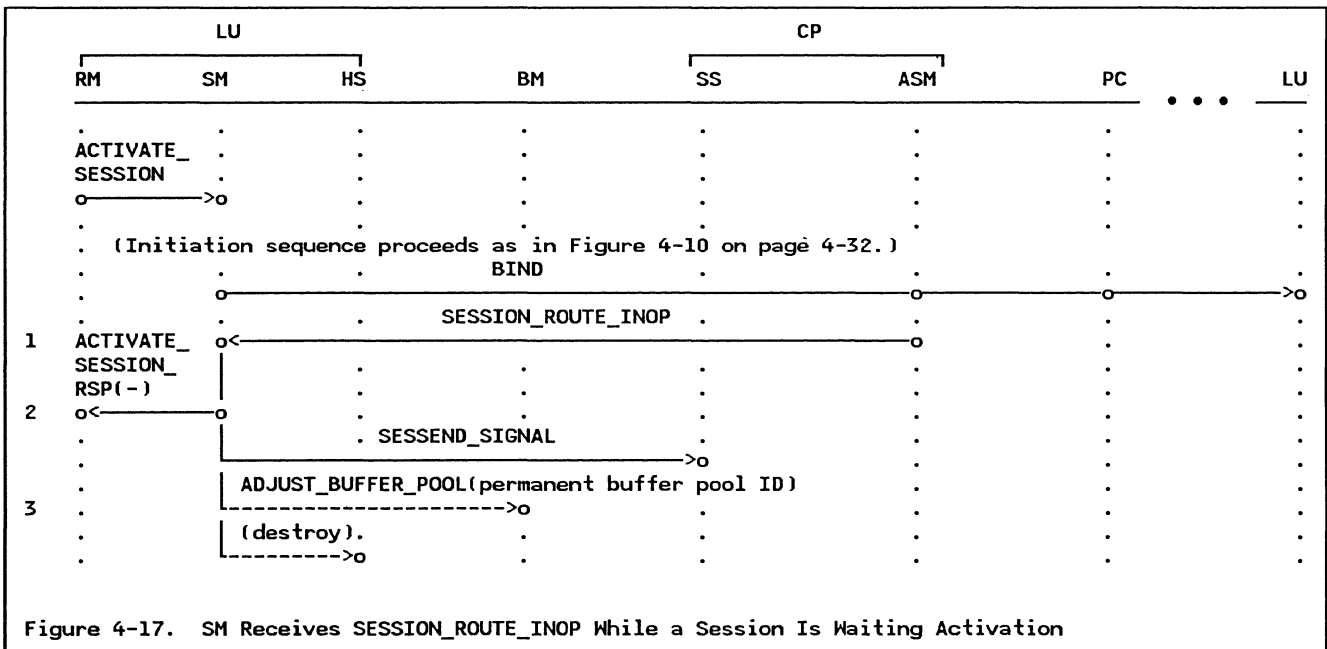 LU CP
RM SM HS BM SS ASM PC • • • LU
ACTIVATE_
SESSION
(Initiation sequence proceeds as in Figure 4-10 on page 4-32.)
BIND
SESSION_ROUTE_INOP
1 ACTIVATE_
SESSION_
RSP(-)
2
SESSEND_SIGNAL
ADJUST_BUFFER_POOL(permanent buffer pool ID)
3
(destroy).
Figure 4-17. SM Receives SESSION_ROUTE_INOP While a Session Is Waiting Activation